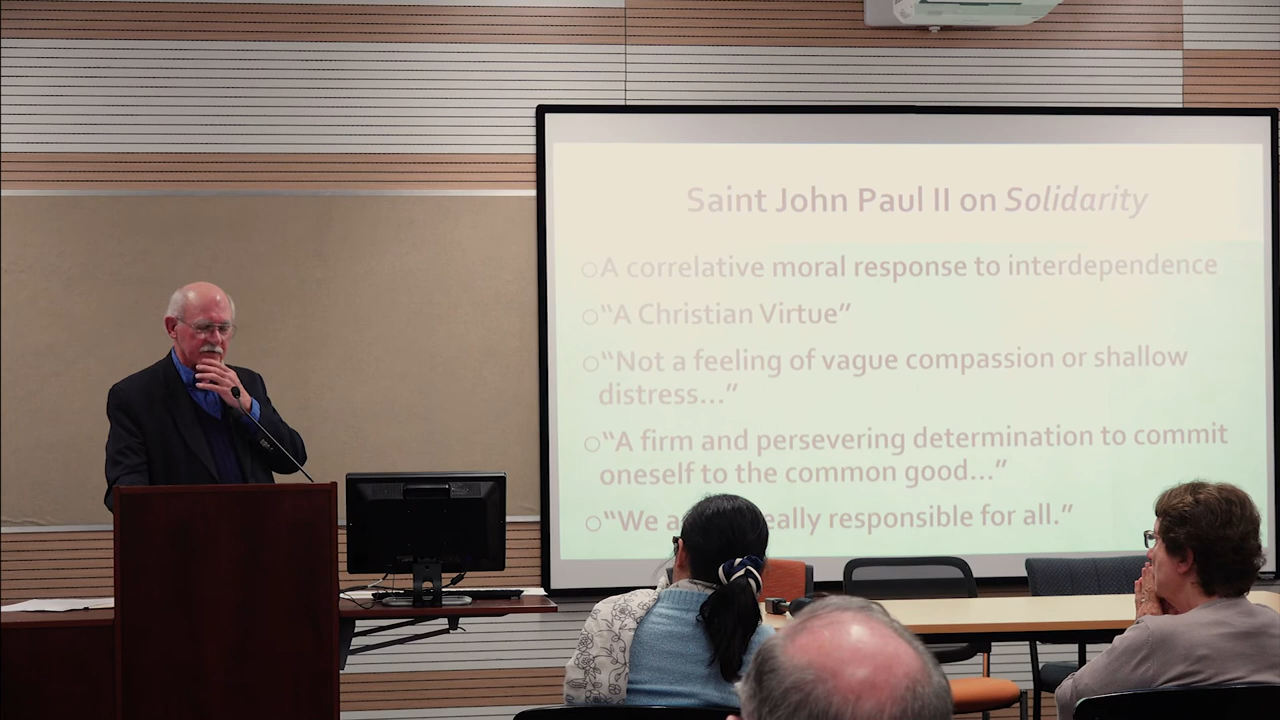 Saint John Paul II on Solidarity
○A correlative moral response to interdependence
○“A Christian Virtue”
○“Not a feeling of vague compassion or shallow
distress...”
○“A firm and persevering determination to commit
oneself to the common good...”
○“We responsible for all.”